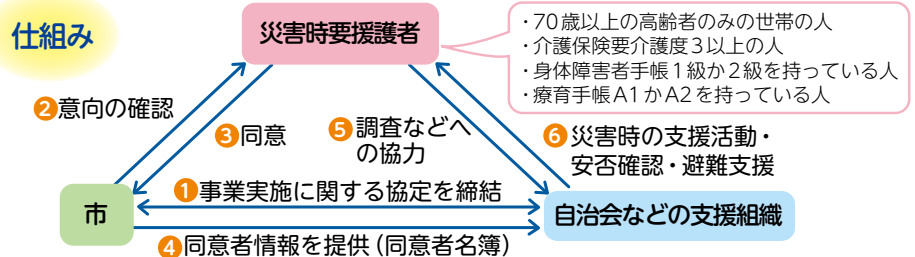 仕組み
災害時要援護者
・70歳以上の高齢者のみの世帯の人
・介護保険要介護度3以上の人
・身体障害者手帳1級か2級を持っている人
・療育手帳A1かA2を持っている人
❷意向の確認
❸同意
❺調査などへ
の協力
❻災害時の支援活動・
安否確認・避難支援
❶事業実施に関する協定を締結
市
自治会などの支援組織
❹同意者情報を提供（同意者名簿）